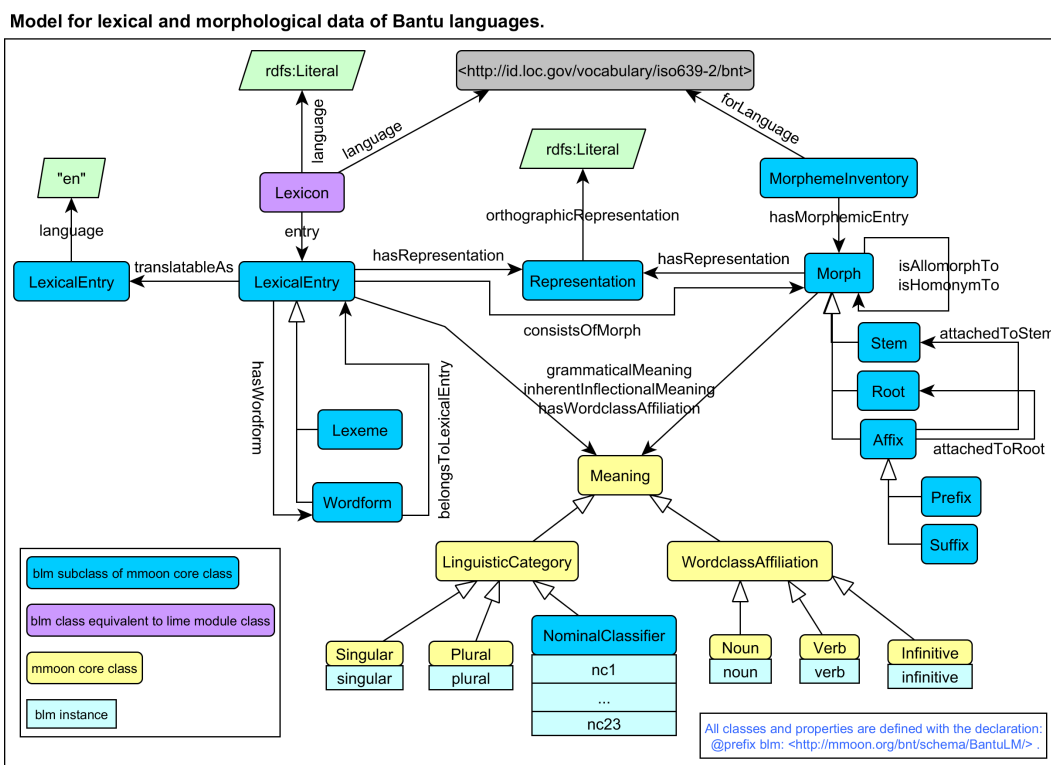 Model for lexical and morphological data of Bantu languages.
rdfs:Literal
<http://id.loc.gov/vocabulary/iso639-2/bnt>
language
language
forLanguage
rdfs:Literal
"en"
Lexicon
MorphemeInventory
language
entry
orthographicRepresentation
hasMorphemicEntry
LexicalEntry
translatableAs
LexicalEntry
hasRepresentation
Representation
hasRepresentation
Morph
isAllomorphTo
isHomonymTo
consistsOfMorph
Stem
attachedToStem
hasWordform
belongsToLexicalEntry
grammaticalMeaning
inherentInflectionalMeaning
hasWordclassAffiliation
Root
Lexeme
Affix
attachedToRoot
Meaning
Wordform
Prefix
Suffix
LinguisticCategory
WordclassAffiliation
blm subclass of mmoon core class
blm class equivalent to lime module class
mmoon core class
blm instance
Singular
singular
Plural
plural
NominalClassifier
nc1
...
nc23
Noun
noun
Verb
verb
Infinitive
infinitive
All classes and properties are defined with the declaration:
@prefix blm: <http://mmoon.org/bnt/schema/BantuLM/> .